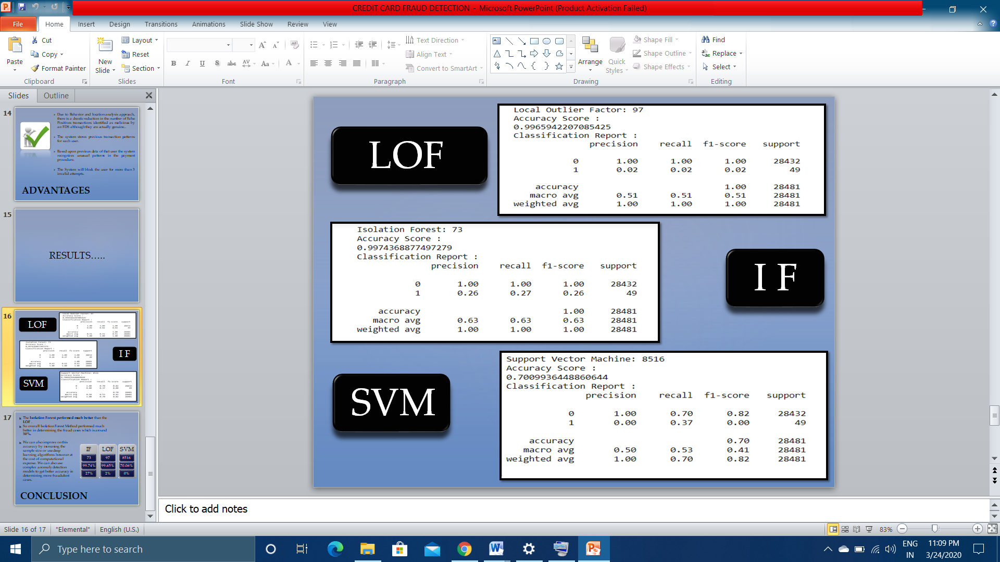 CREDIT CARD FRAUD DETECTION - Microsoft PowerPoint (Product Activation Failed)
File Home Insert Design Transitions Animations Slide Show Review View
Paste
Cut
Copy
Format Painter
Clipboard
New
Slide
Layout
Reset
Section
Slides
B I U S abc AV Aa A
Font
Text Direction
Align Text
Convert to SmartArt
Paragraph
Arrange
Quick
Styles
Shape Fill
Shape Outline
Shape Effects
Drawing
Find
Replace
Select
Editing
Slides Outline
14
Due to Behavior and location analysis approach,
there is a drastic reduction in the number of False
Positives transactions identified as malicious by
an FDS although they are actually genuine..
The system stores previous transaction patterns
for each user.
Based upon previous data of that user the system
recognizes unusual patterns in the payment
procedure.
The System will block the user for more than 3
invalid attempts.
ADVANTAGES
15
RESULTS.....
16
LOF
I F
SVM
17
The Isolation Forest performed much better than the
LOF .
So overall Isolation Forest Method performed much
better in determining the fraud cases which is around
30%.
We can also improve on this
accuracy by increasing the
sample size or use deep
learning algorithms however at
the cost of computational
expense. We can also use
complex anomaly detection
models to get better accuracy in
determining more fraudulent
cases.
IF LOF SVM
73 97 8516
99.74% 99.65% 70.06%
27% 2% 0%
CONCLUSION
LOF
Local Outlier Factor: 97
Accuracy Score :
0.9965942207085425
Classification Report :
precision recall f1-score support
0 1.00 1.00 1.00 28432
1 0.02 0.02 0.02 49
accuracy 1.00 28481
macro avg 0.51 0.51 0.51 28481
weighted avg 1.00 1.00 1.00 28481
Isolation Forest: 73
Accuracy Score :
0.9974368877497279
Classification Report :
precision recall f1-score support
0 1.00 1.00 1.00 28432
1 0.26 0.27 0.26 49
accuracy 1.00 28481
macro avg 0.63 0.63 0.63 28481
weighted avg 1.00 1.00 1.00 28481
I F
SVM
Support Vector Machine: 8516
Accuracy Score :
0.7009936448860644
Classification Report :
precision recall f1-score support
0 1.00 0.70 0.82 28432
1 0.00 0.37 0.00 49
accuracy 0.70 28481
macro avg 0.50 0.53 0.41 28481
weighted avg 1.00 0.70 0.82 28481
Click to add notes
Slide 16 of 17 "Elemental" English (U.S.) 83%
Type here to search
ENG
IN
11:09 PM
3/24/2020